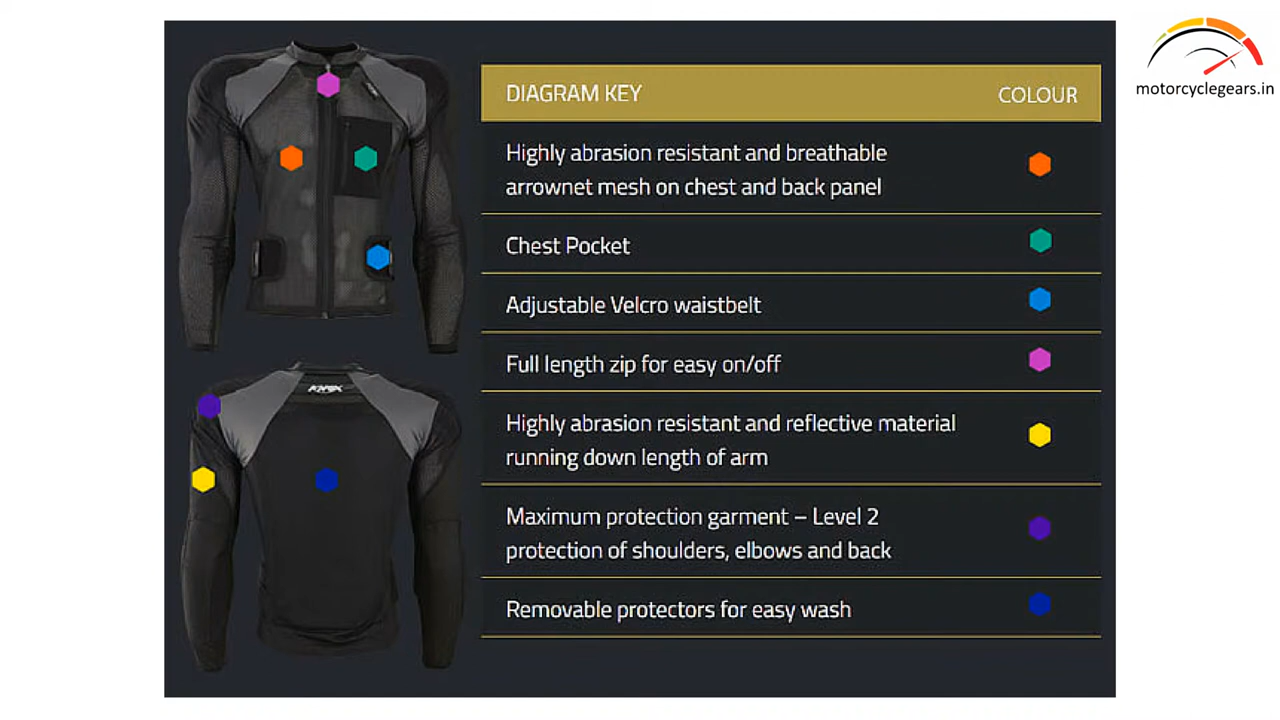 motorcyclegears.in
DIAGRAM KEY
COLOUR
Highly abrasion resistant and breathable
arrownet mesh on chest and back panel
Chest Pocket
Adjustable Velcro waistbelt
Full length zip for easy on/off
Highly abrasion resistant and reflective material
running down length of arm
Maximum protection garment – Level 2
protection of shoulders, elbows and back
Removable protectors for easy wash
KNOX